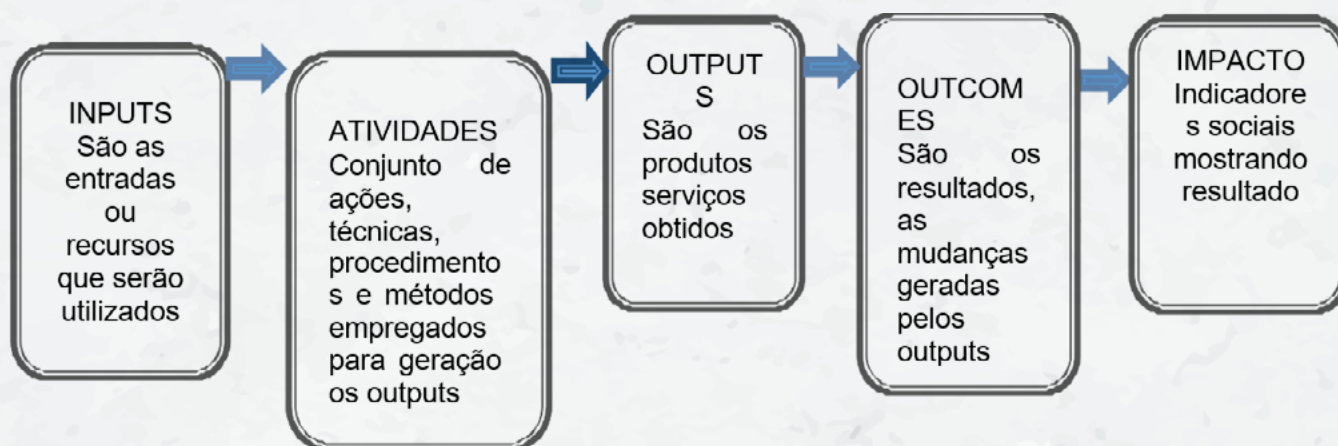 INPUTS
São as
entradas
ou
recursos
que serão
utilizados
ATIVIDADES
Conjunto de
ações,
técnicas,
procedimento
s e métodos
empregados
para geração
os outputs
OUTPUT
S
São os
produtos
serviços
obtidos
OUTCOM
ES
São os
resultados,
as
mudanças
geradas
pelos
outputs
IMPACTO
Indicadore
s sociais
mostrando
resultado